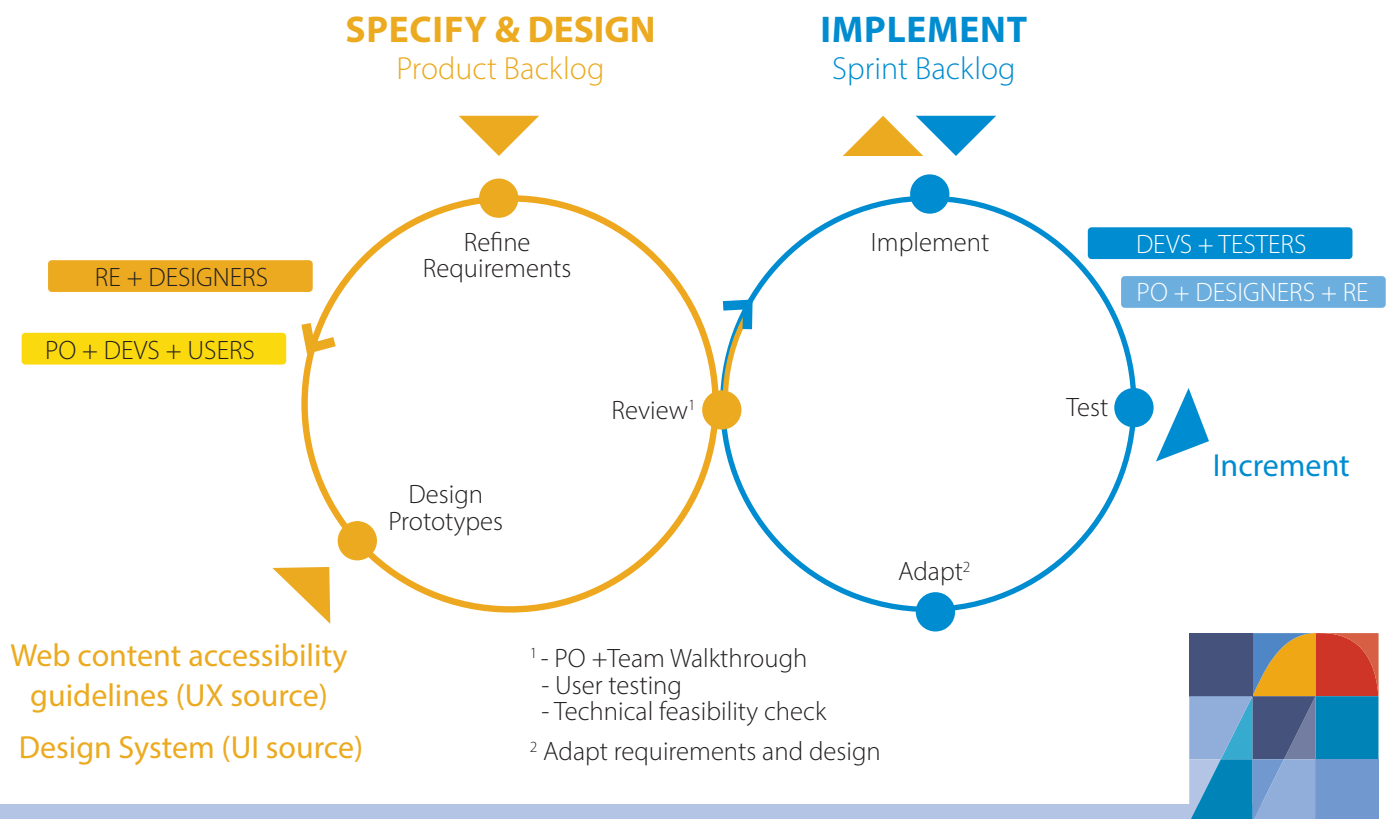 SPECIFY & DESIGN
Product Backlog
IMPLEMENT
Sprint Backlog
Refine
Requirements
RE + DESIGNERS
PO + DEVS + USERS
Review¹
Design
Prototypes
Implement
DEVS + TESTERS
PO + DESIGNERS + RE
Test
Increment
Adapt²
Web content accessibility
guidelines (UX source)
Design System (UI source)
¹ - PO +Team Walkthrough
- User testing
- Technical feasibility check
² Adapt requirements and design